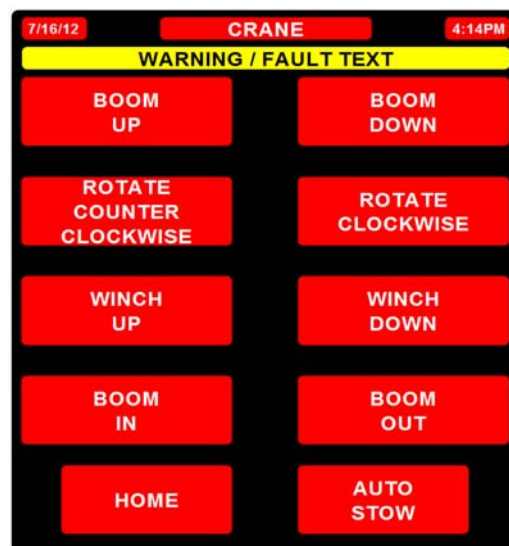 7/16/12 CRANE 4:14PM
WARNING / FAULT TEXT
BOOM
UP
BOOM
DOWN
ROTATE
COUNTER
CLOCKWISE
ROTATE
CLOCKWISE
WINCH
UP
WINCH
DOWN
BOOM
IN
BOOM
OUT
HOME
AUTO
STOW